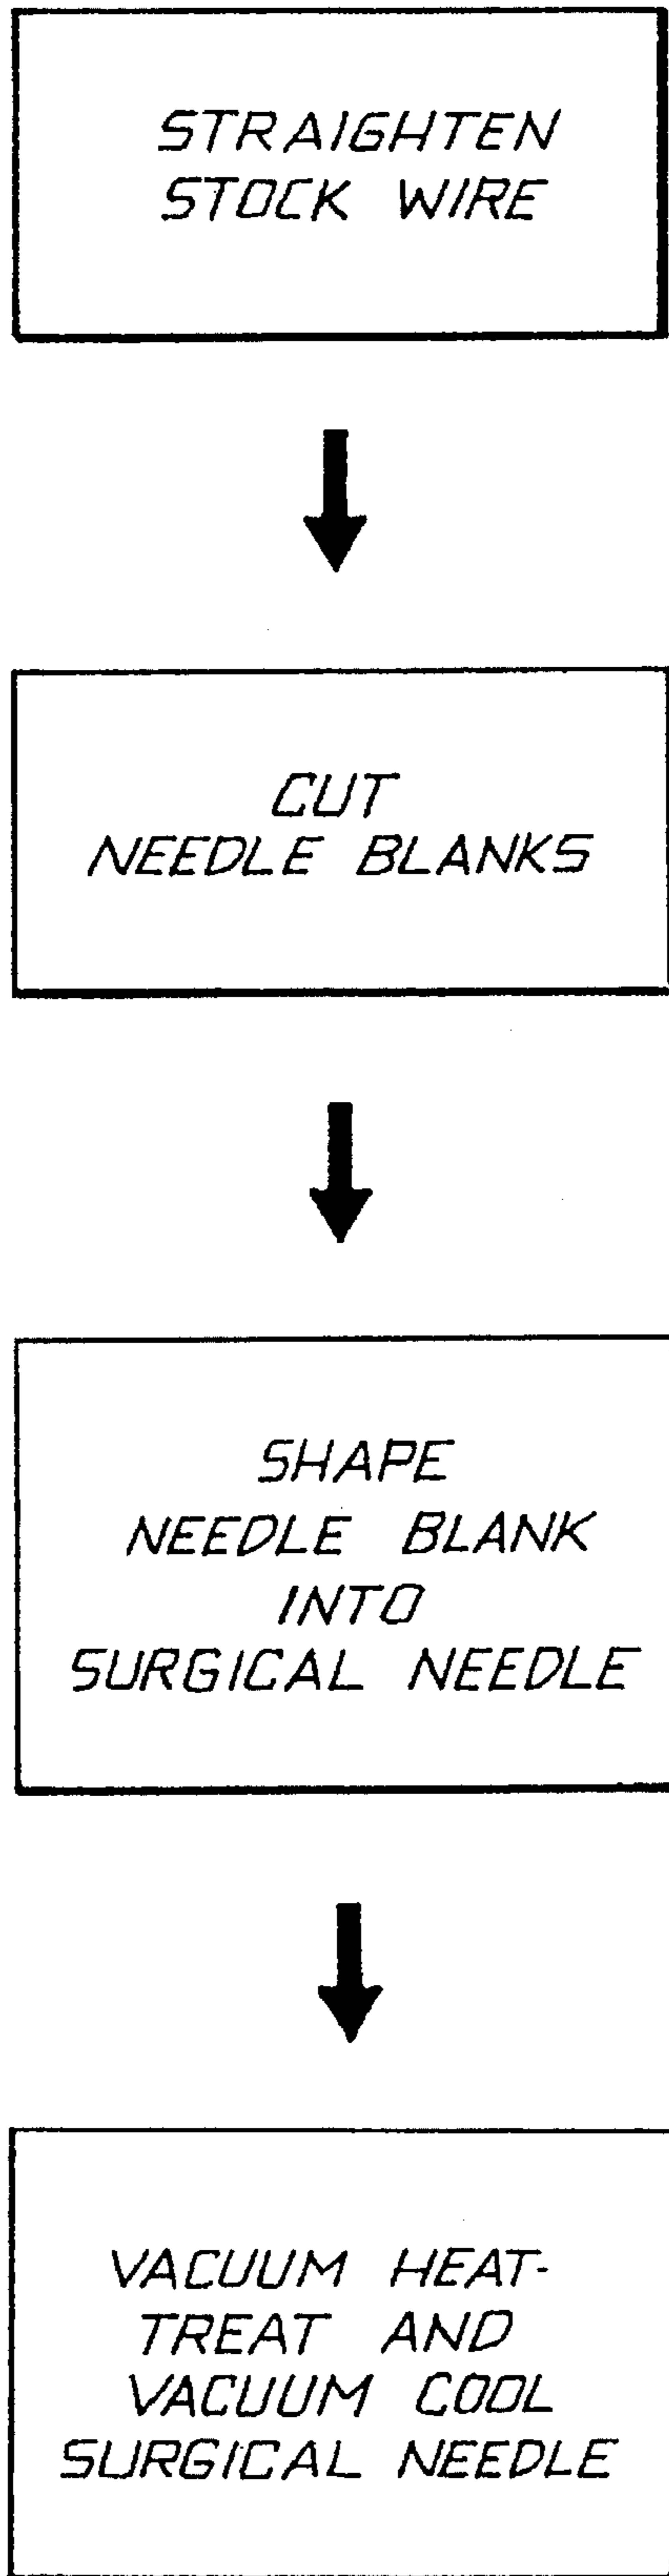 STRAIGHTEN
STOCK WIRE
CUT
NEEDLE BLANKS
SHAPE
NEEDLE BLANK
INTO
SURGICAL NEEDLE
VACUUM HEAT-
TREAT AND
VACUUM COOL
SURGICAL NEEDLE